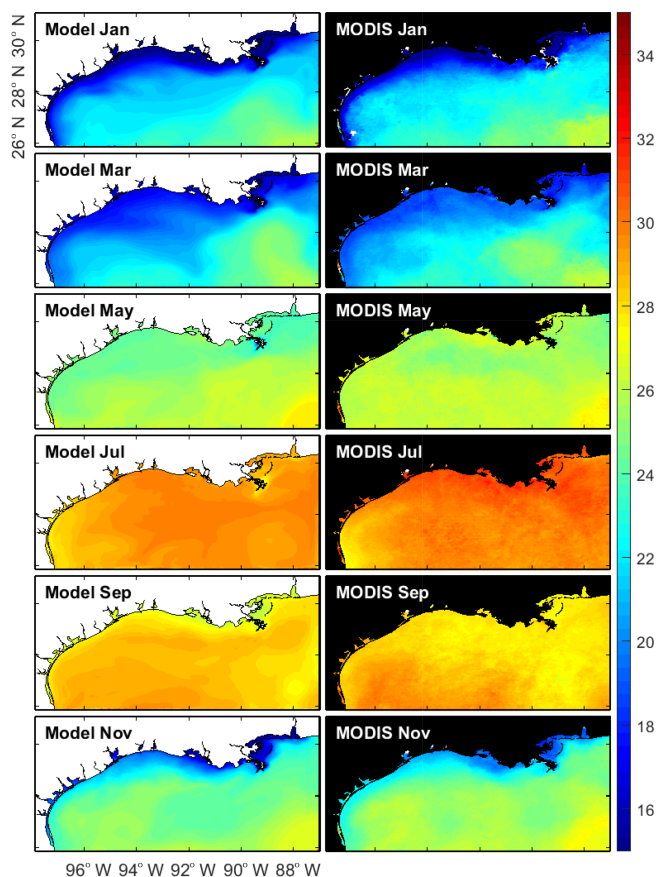 Model Jan
MODIS Jan
30° N
28° N
26° N
Model Mar
MODIS Mar
Model May
MODIS May
Model Jul
MODIS Jul
Model Sep
MODIS Sep
Model Nov
MODIS Nov
96° W 94° W 92° W 90° W 88° W
34
32
30
28
26
24
22
20
18
16